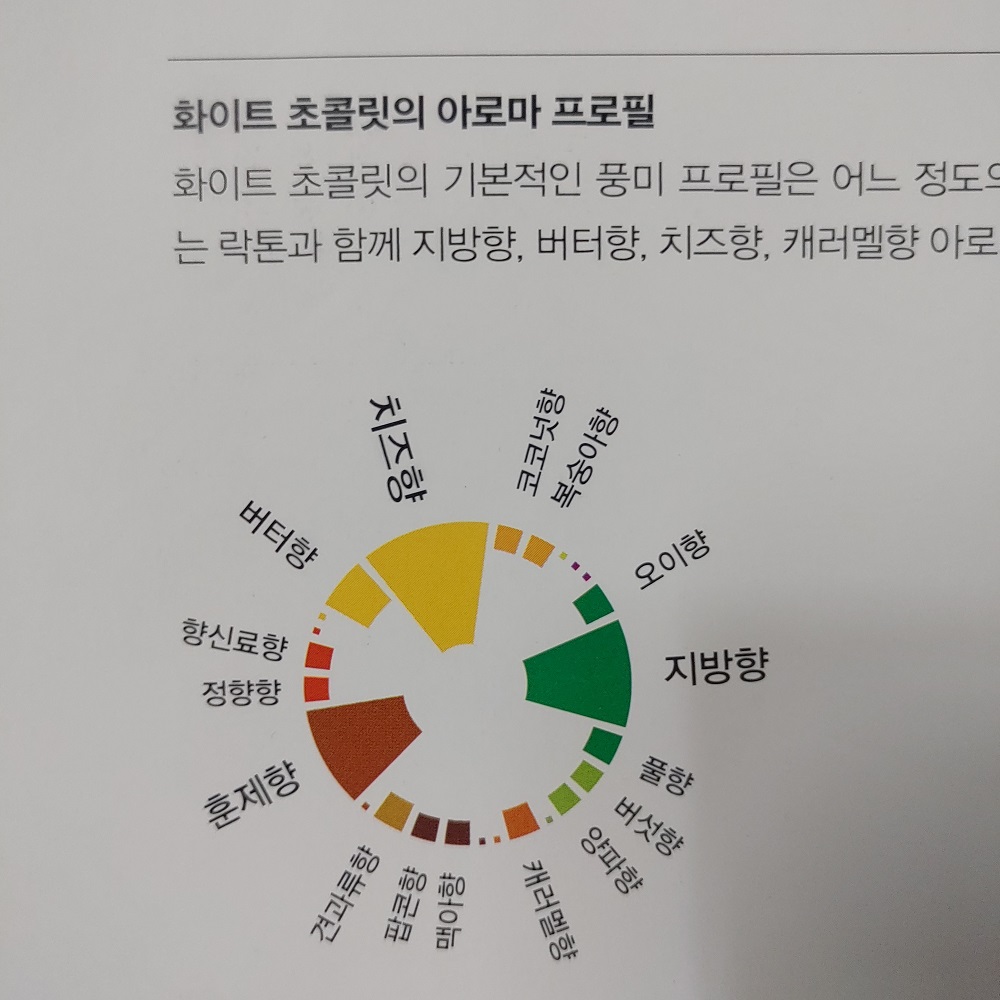 화이트 초콜릿의 아로마 프로필
화이트 초콜릿의 기본적인 풍미 프로필은 어느 정도의
는 락톤과 함께 지방향, 버터향, 치즈향, 캐러멜향 아로
치즈향
코코넛향
복숭아향
버터향
오이향
향신료향
지방향
정향향
훈제향
풀향
버섯향
양파향
견과류향
팝콘향
맥아향
캐러멜향